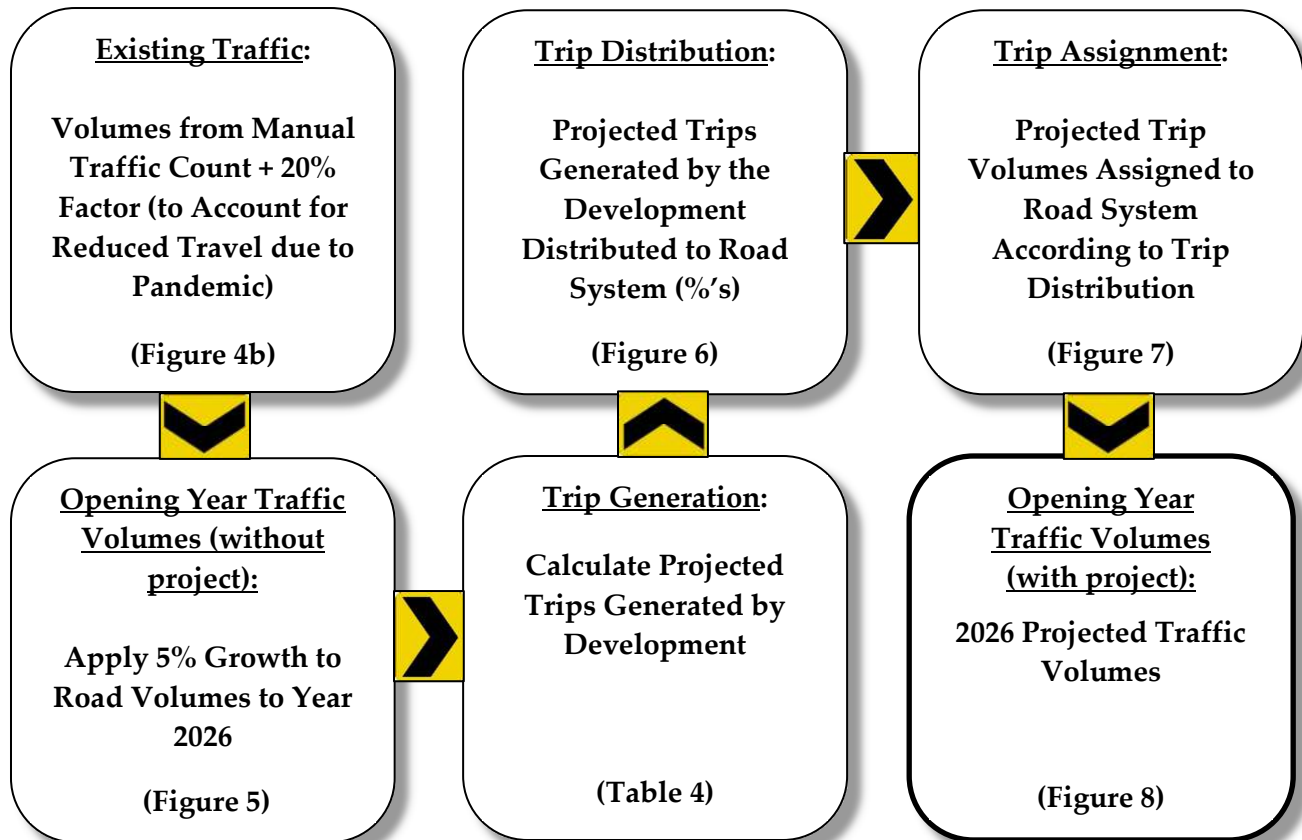 Existing Traffic:
Volumes from Manual
Traffic Count + 20%
Factor (to Account for
Reduced Travel due to
Pandemic)
(Figure 4b)
Opening Year Traffic
Volumes (without
project):
Apply 5% Growth to
Road Volumes to Year
2026
(Figure 5)
Trip Generation:
Calculate Projected
Trips Generated by
Development
(Table 4)
Trip Distribution:
Projected Trips
Generated by the
Development
Distributed to Road
System (%’s)
(Figure 6)
Trip Assignment:
Projected Trip
Volumes Assigned to
Road System
According to Trip
Distribution
(Figure 7)
Opening Year
Traffic Volumes
(with project):
2026 Projected Traffic
Volumes
(Figure 8)